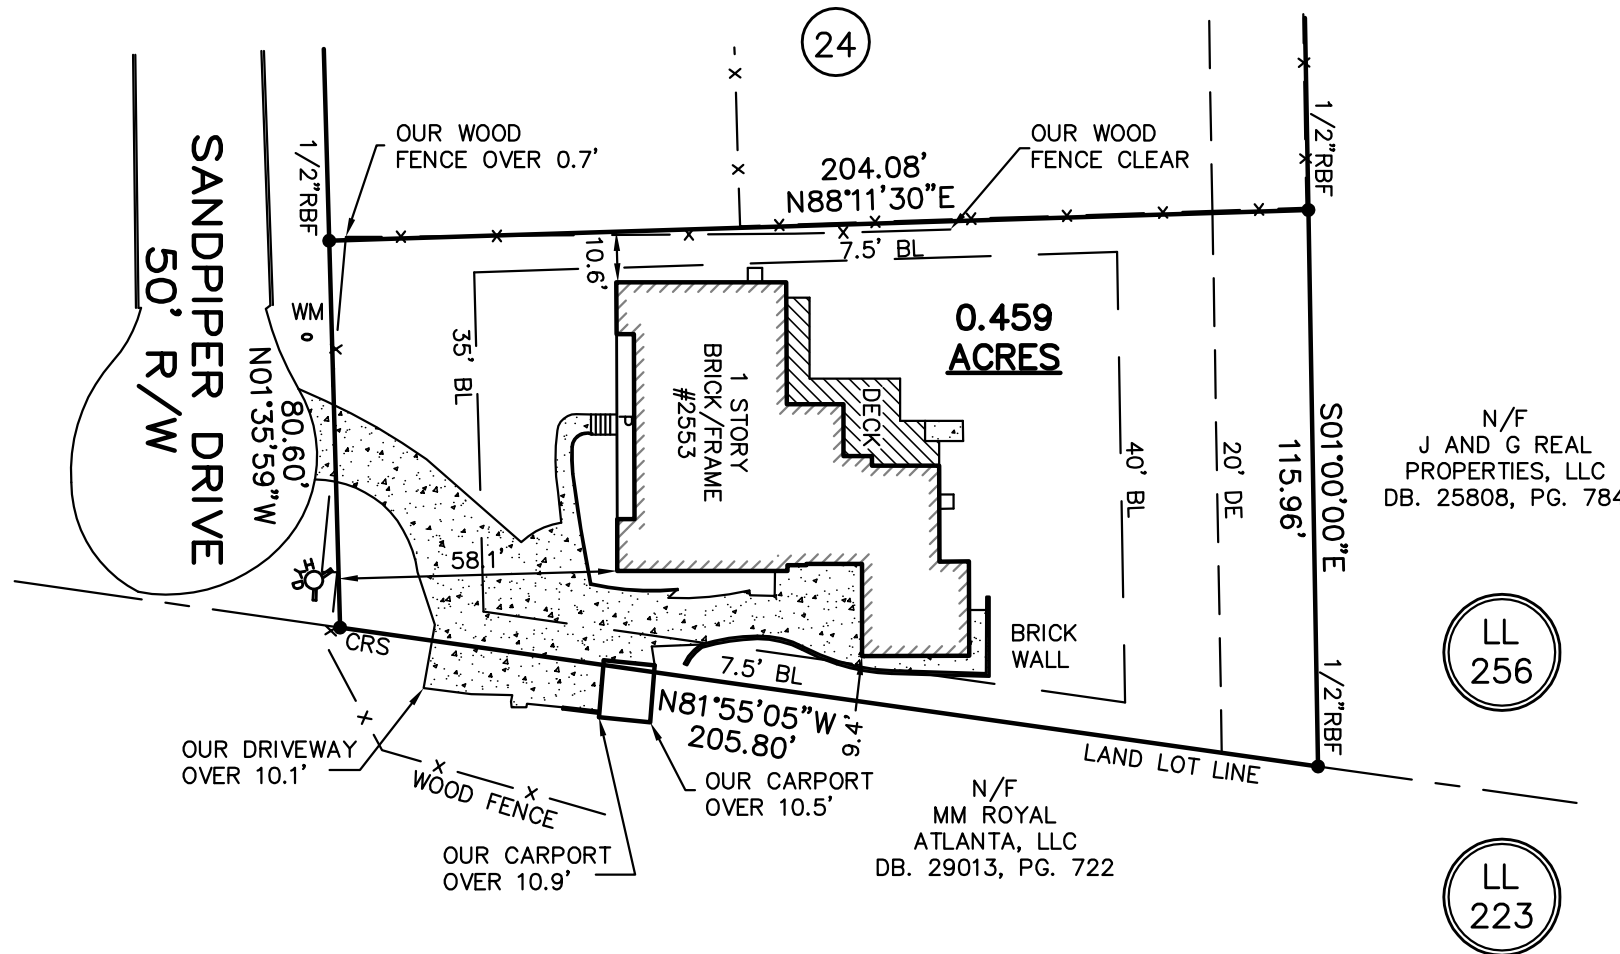 24
OUR WOOD
FENCE OVER 0.7'
204.08'
N88°11'30"E
OUR WOOD
FENCE CLEAR
1/2"RBF
1/2"RBF
SANDPIPER DRIVE
50' R/W
WM
10.6'
7.5' BL
0.459
ACRES
35' BL
N01°35'59"W
80.60'
1 STORY
BRICK/FRAME
#2553
P
DECK
40' BL
20' DE
S01°00'00"E
115.96'
N/F
J AND G REAL
PROPERTIES, LLC
DB. 25808, PG. 784
58.1'
HYD
CRS
BRICK
WALL
LL
256
7.5' BL
N81°55'05"W
205.80'
9.4'
1/2"RBF
LAND LOT LINE
OUR DRIVEWAY
OVER 10.1'
WOOD FENCE
OUR CARPORT
OVER 10.5'
OUR CARPORT
OVER 10.9'
N/F
MM ROYAL
ATLANTA, LLC
DB. 29013, PG. 722
LL
223